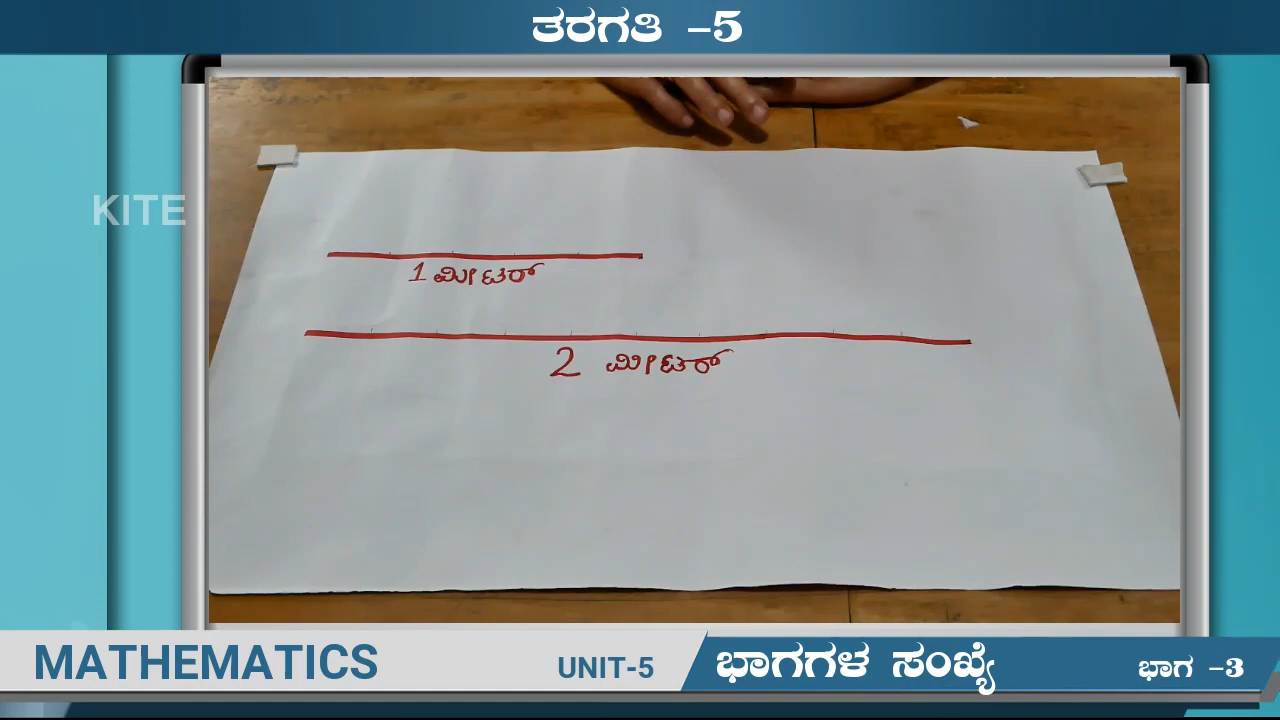 ತರಗತಿ -5
KITE
1 ಮೀಟರ್
2 ಮೀಟರ್
MATHEMATICS
UNIT-5
ಭಾಗಗಳ ಸಂಖ್ಯೆ
ಭಾಗ -3